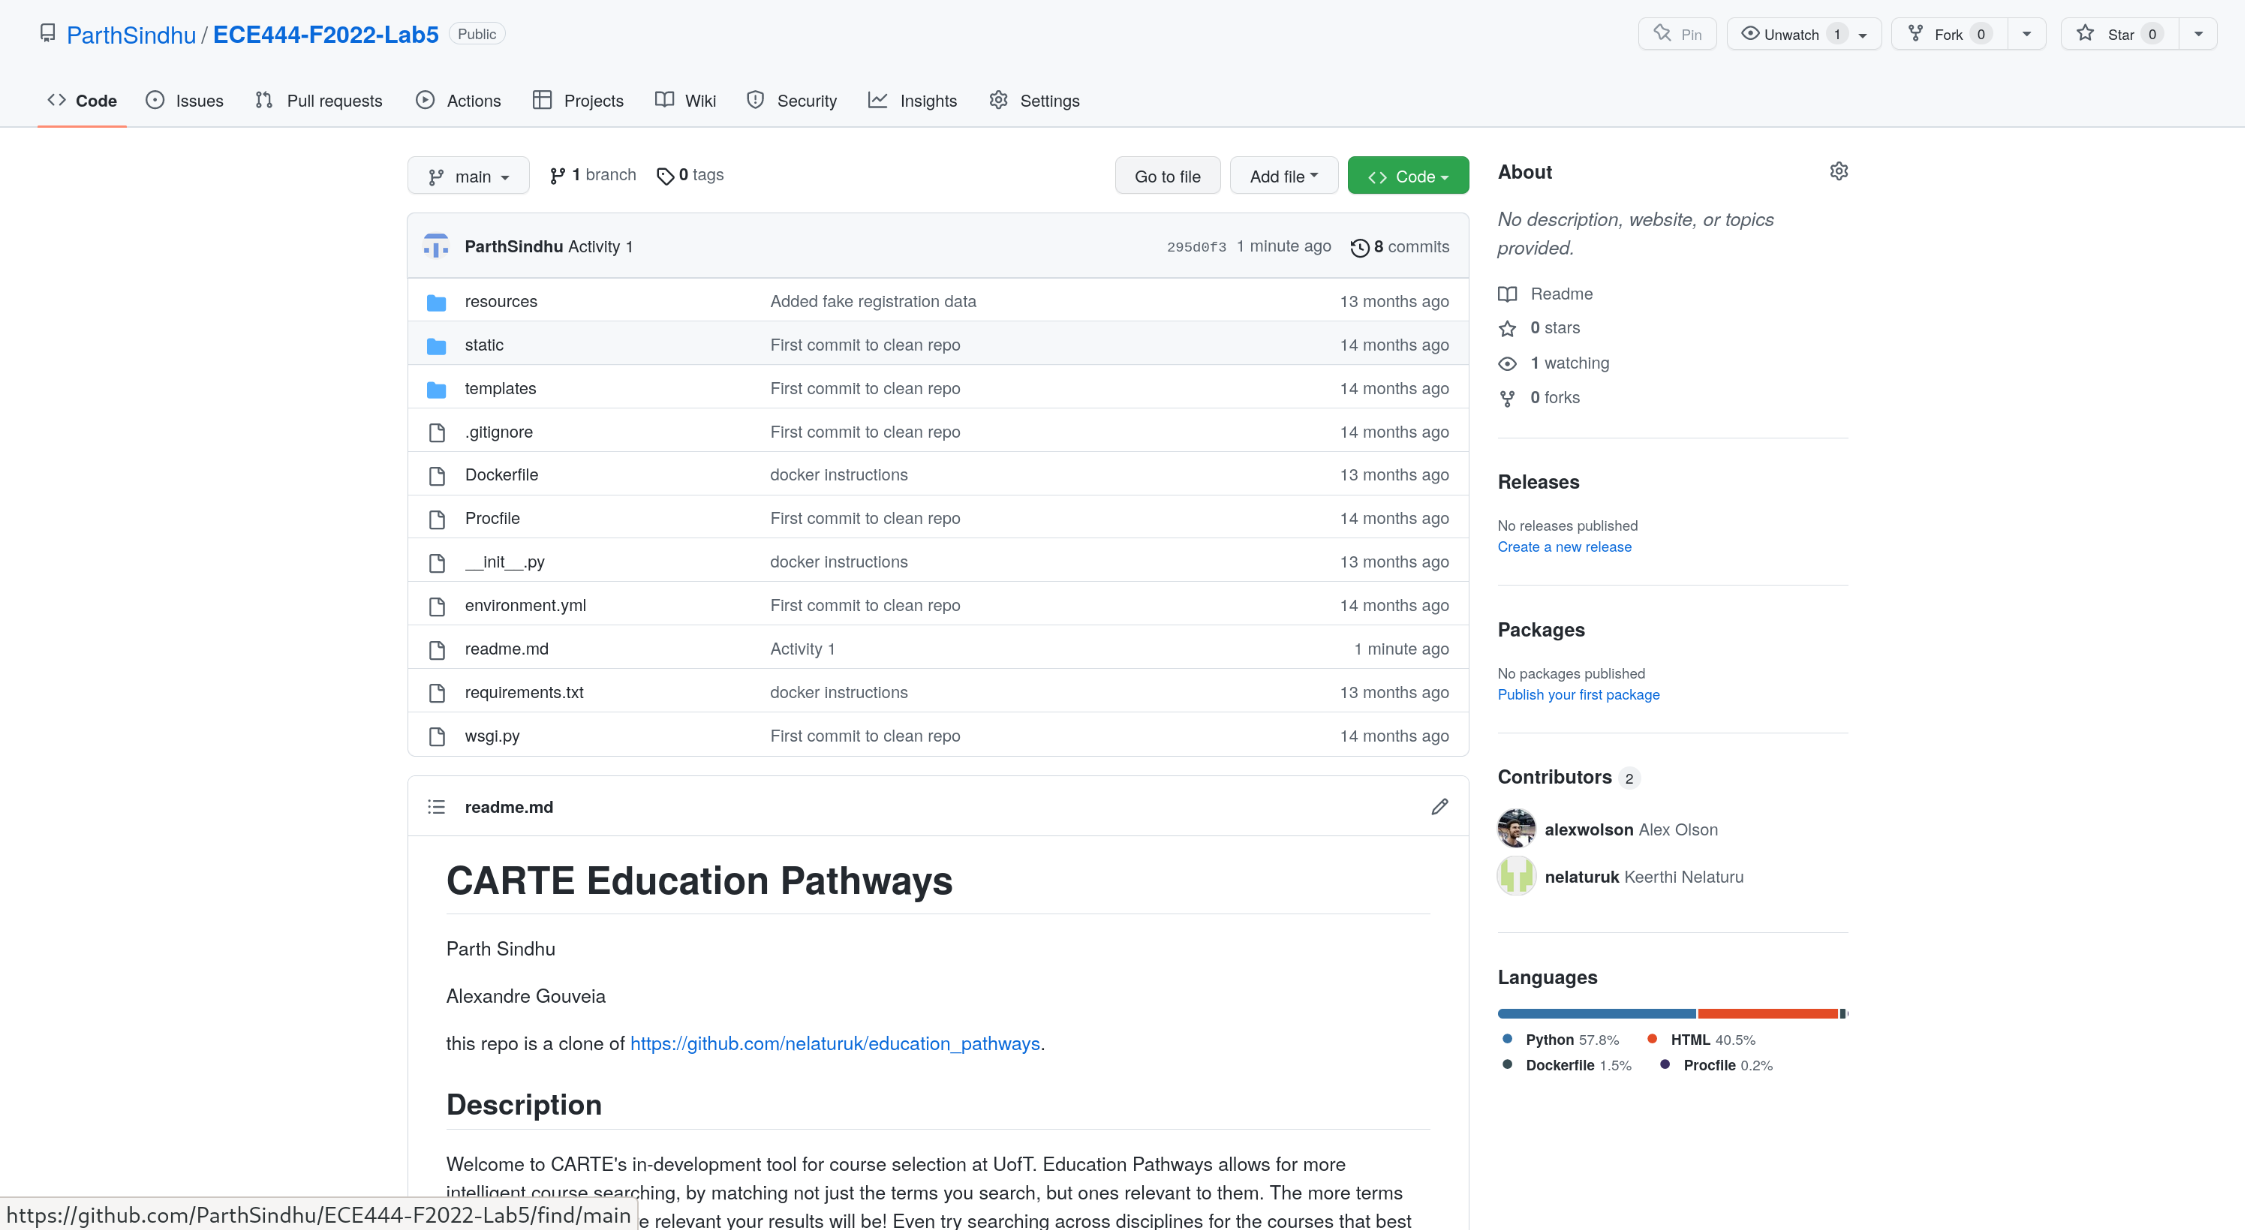 ParthSindhu / ECE444-F2022-Lab5 Public
Pin Unwatch 1 Fork 0 Star 0
Code Issues Pull requests Actions Projects Wiki Security Insights Settings
main 1 branch 0 tags Go to file Add file Code
ParthSindhu Activity 1 295d0f3 1 minute ago 8 commits
resources Added fake registration data 13 months ago
static First commit to clean repo 14 months ago
templates First commit to clean repo 14 months ago
.gitignore First commit to clean repo 14 months ago
Dockerfile docker instructions 13 months ago
Procfile First commit to clean repo 14 months ago
__init__.py docker instructions 13 months ago
environment.yml First commit to clean repo 14 months ago
readme.md Activity 1 1 minute ago
requirements.txt docker instructions 13 months ago
wsgi.py First commit to clean repo 14 months ago
readme.md
CARTE Education Pathways
Parth Sindhu
Alexandre Gouveia
this repo is a clone of https://github.com/nelaturuk/education_pathways.
Description
Welcome to CARTE's in-development tool for course selection at UofT. Education Pathways allows for more
intelligent course searching, by matching not just the terms you search, but ones relevant to them. The more terms
e relevant your results will be! Even try searching across disciplines for the courses that best
https://github.com/ParthSindhu/ECE444-F2022-Lab5/find/main
About
No description, website, or topics
provided.
Readme
0 stars
1 watching
0 forks
Releases
No releases published
Create a new release
Packages
No packages published
Publish your first package
Contributors 2
alexwolson Alex Olson
nelaturuk Keerthi Nelaturu
Languages
Python 57.8% HTML 40.5%
Dockerfile 1.5% Procfile 0.2%